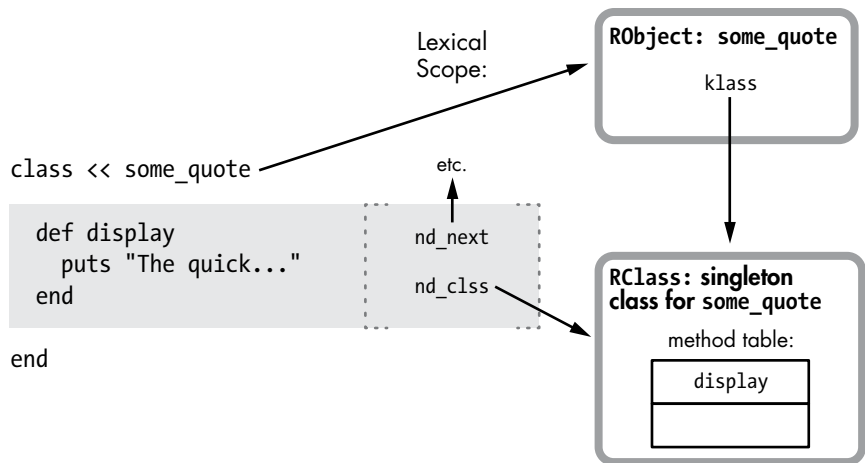 Lexical
Scope:
RObject: some_quote
klass
class << some_quote
etc.
def display
puts "The quick..."
end
nd_next
nd_clss
end
RClass: singleton
class for some_quote
method table:
display